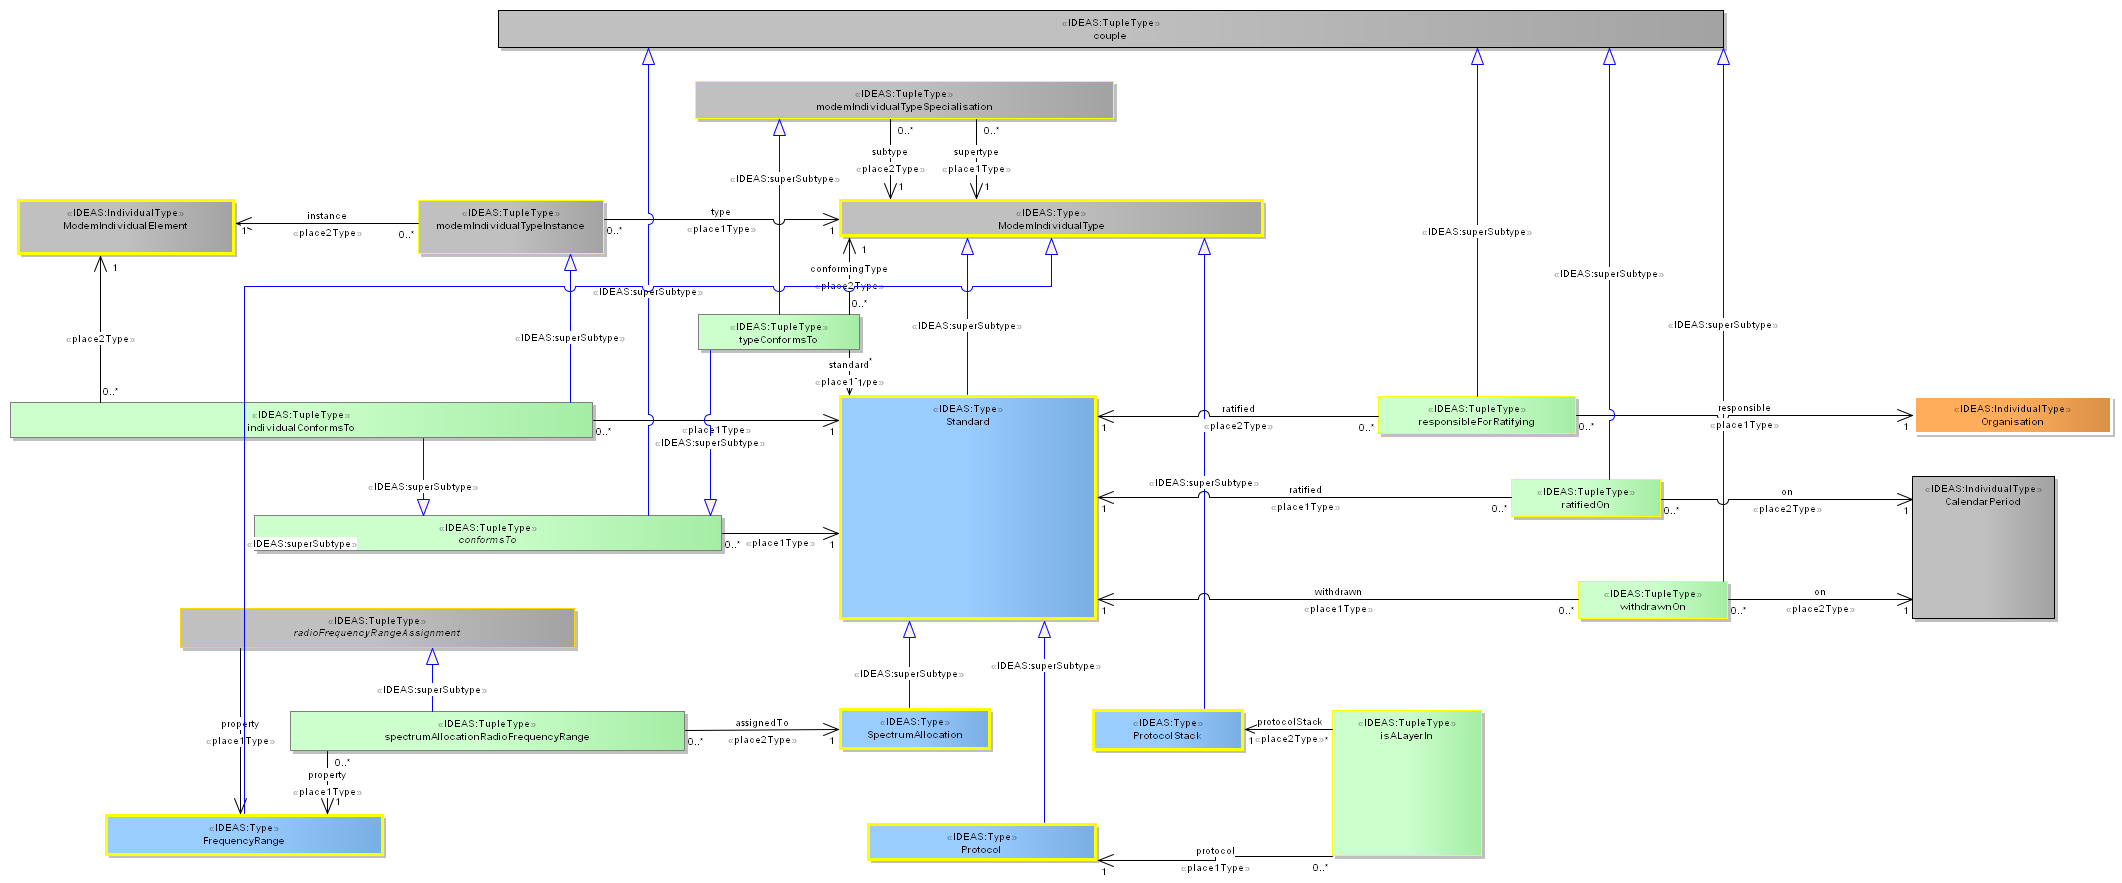 «IDEAS:TupleType»
couple
«IDEAS:TupleType»
modemIndividualTypeSpecialisation
0..*
0..*
subtype
supertype
«place2Type»
«place1Type»
1
1
«IDEAS:superSubtype»
«IDEAS:IndividualType»
ModemIndividualElement
instance
«place2Type»
1
0..*
«IDEAS:TupleType»
modemIndividualTypeInstance
type
«place1Type»
0..*
1
«IDEAS:Type»
ModemIndividualType
«IDEAS:superSubtype»
1
1
conformingType
«place2Type»
0..*
«IDEAS:superSubtype»
«IDEAS:superSubtype»
«IDEAS:superSubtype»
«IDEAS:TupleType»
typeConformsTo
«IDEAS:superSubtype»
«IDEAS:superSubtype»
«place2Type»
0..*
standard
*
«place1Type»
1
«IDEAS:TupleType»
individualConformsTo
0..*
«place1Type»
1
«IDEAS:superSubtype»
«IDEAS:Type»
Standard
ratified
«place2Type»
1
0..*
«IDEAS:TupleType»
responsibleForRatifying
responsible
«place1Type»
0..*
1
«IDEAS:IndividualType»
Organisation
«IDEAS:superSubtype»
«IDEAS:superSubtype»
ratified
«place1Type»
1
0..*
«IDEAS:TupleType»
ratifiedOn
on
«place2Type»
0..*
1
«IDEAS:IndividualType»
CalendarPeriod
«IDEAS:TupleType»
conformsTo
«IDEAS:superSubtype»
0..*
«place1Type»
1
withdrawn
«place1Type»
1
0..*
«IDEAS:TupleType»
withdrawnOn
on
«place2Type»
0..*
1
«IDEAS:TupleType»
radioFrequencyRangeAssignment
«IDEAS:superSubtype»
«IDEAS:superSubtype»
«IDEAS:superSubtype»
property
«place1Type»
«IDEAS:TupleType»
spectrumAllocationRadioFrequencyRange
assignedTo
«place2Type»
0..*
1
«IDEAS:Type»
SpectrumAllocation
«IDEAS:Type»
ProtocolStack
protocolStack
1
«place2Type»
*
«IDEAS:TupleType»
isALayerIn
0..*
property
«place1Type»
1
«IDEAS:Type»
FrequencyRange
«IDEAS:Type»
Protocol
protocol
«place1Type»
1
0..*